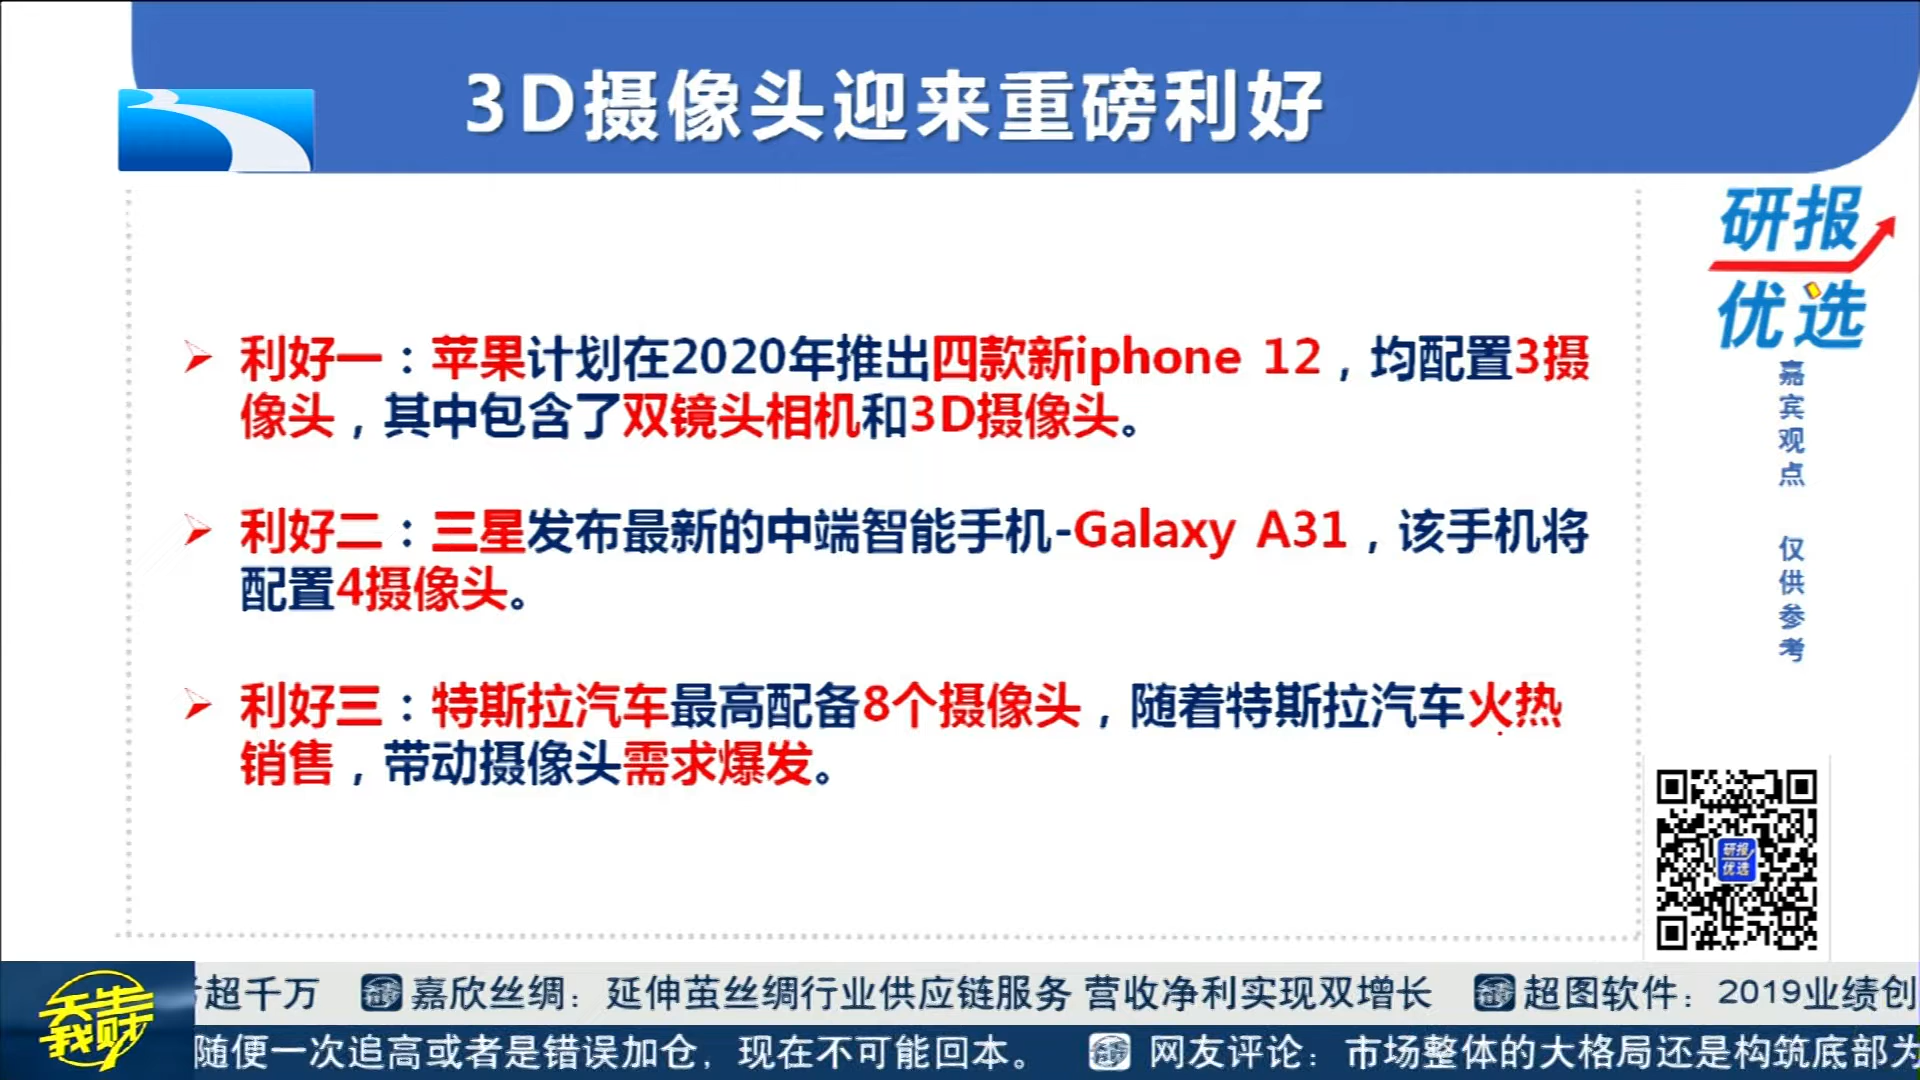 3D摄像头迎来重磅利好
研报
优选
嘉宾观点 仅供参考
利好一：苹果计划在2020年推出四款新iphone 12，均配置3摄
像头，其中包含了双镜头相机和3D摄像头。
利好二：三星发布最新的中端智能手机-Galaxy A31，该手机将
配置4摄像头。
利好三：特斯拉汽车最高配备8个摄像头，随着特斯拉汽车火热
销售，带动摄像头需求爆发。
研报
优选
天生
我财
超千万 嘉欣丝绸：延伸茧丝绸行业供应链服务 营收净利实现双增长 超图软件：2019业绩创
随便一次追高或者是错误加仓，现在不可能回本。 网友评论：市场整体的大格局还是构筑底部为